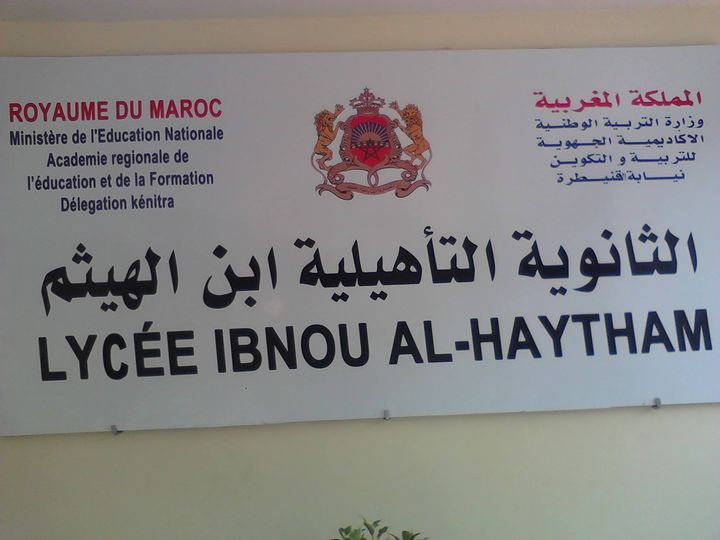 ROYAUME DU MAROC
Ministère de l'Education Nationale
Academie regionale de
l'éducation et de la Formation
Délegation kénitra
المملكة المغربية
وزارة التربية الوطنية
الاكاديمية الجهوية
للتربية و التكوين
نيابة القنيطرة
الثانوية التأهيلية ابن الهيثم
LYCÉE IBNOU AL-HAYTHAM